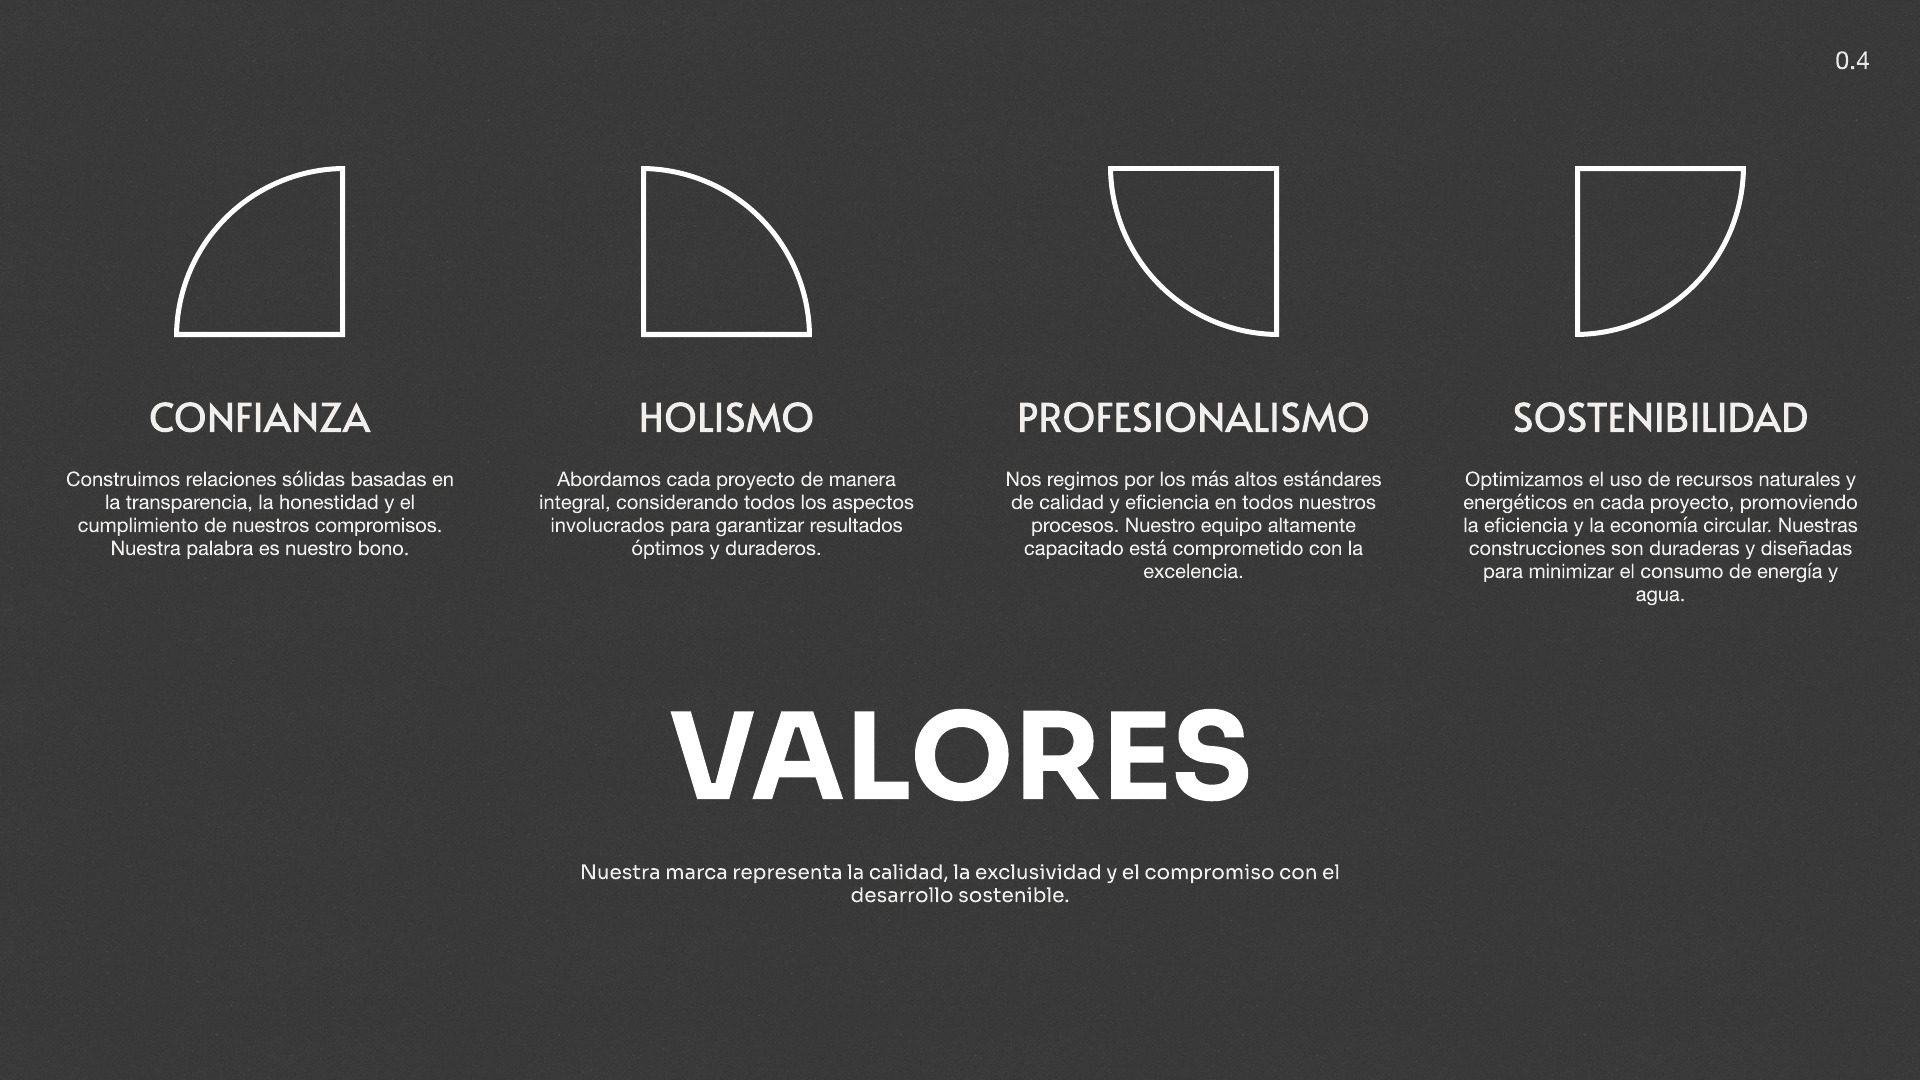 0.4
CONFIANZA
Construimos relaciones sólidas basadas en
la transparencia, la honestidad y el
cumplimiento de nuestros compromisos.
Nuestra palabra es nuestro bono.
HOLISMO
Abordamos cada proyecto de manera
integral, considerando todos los aspectos
involucrados para garantizar resultados
óptimos y duraderos.
PROFESIONALISMO
Nos regimos por los más altos estándares
de calidad y eficiencia en todos nuestros
procesos. Nuestro equipo altamente
capacitado está comprometido con la
excelencia.
SOSTENIBILIDAD
Optimizamos el uso de recursos naturales y
energéticos en cada proyecto, promoviendo
la eficiencia y la economía circular. Nuestras
construcciones son duraderas y diseñadas
para minimizar el consumo de energía y
agua.
VALORES
Nuestra marca representa la calidad, la exclusividad y el compromiso con el
desarrollo sostenible.